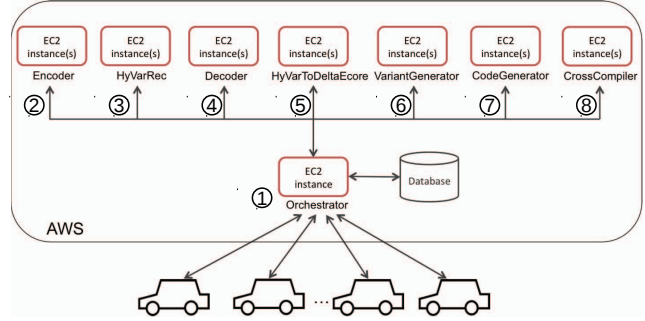 EC2
instance(s)
EC2
instance(s)
EC2
instance(s)
EC2
instance(s)
EC2
instance(s)
EC2
instance(s)
EC2
instance(s)
Encoder
HyVarRec
Decoder
HyVarToDeltaEcore
VariantGenerator
CodeGenerator
CrossCompiler
②
③
④
⑤
⑥
⑦
⑧
EC2
instance
Database
①
Orchestrator
AWS
...